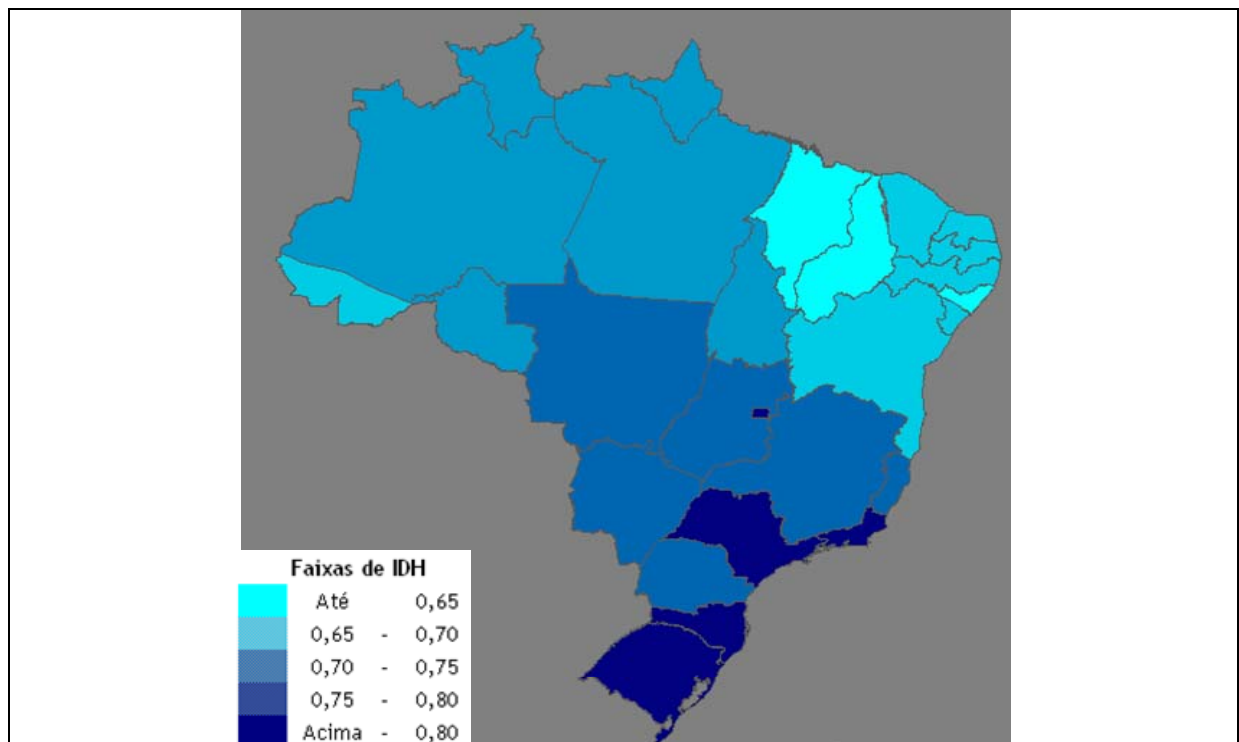 Faixas de IDH
Até 0,65
0,65 - 0,70
0,70 - 0,75
0,75 - 0,80
Acima - 0,80